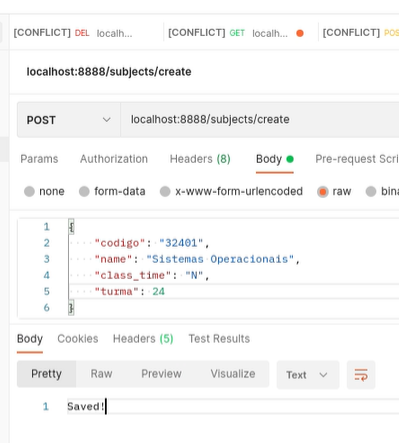 [CONFLICT] DEL localh... [CONFLICT] GET localh... [CONFLICT] POS
localhost:8888/subjects/create
POST localhost:8888/subjects/create
Params Authorization Headers (8) Body Pre-request Scri
none form-data x-www-form-urlencoded raw bina
1 {
2 "codigo": "32401",
3 "name": "Sistemas Operacionais",
4 "class_time": "N",
5 "turma": 24
6 }
Body Cookies Headers (5) Test Results
Pretty Raw Preview Visualize Text
1 Saved!